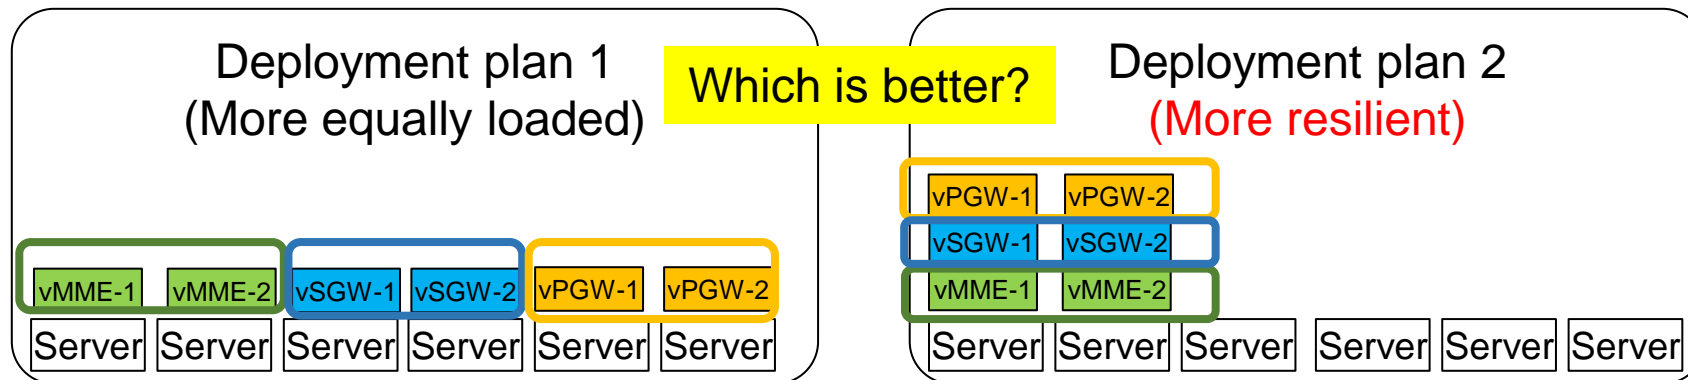 Deployment plan 1
(More equally loaded)
Which is better?
Deployment plan 2
(More resilient)
vMME-1 vMME-2 vSGW-1 vSGW-2 vPGW-1 vPGW-2
Server Server Server Server Server Server
vPGW-1 vPGW-2
vSGW-1 vSGW-2
vMME-1 vMME-2
Server Server Server Server Server Server